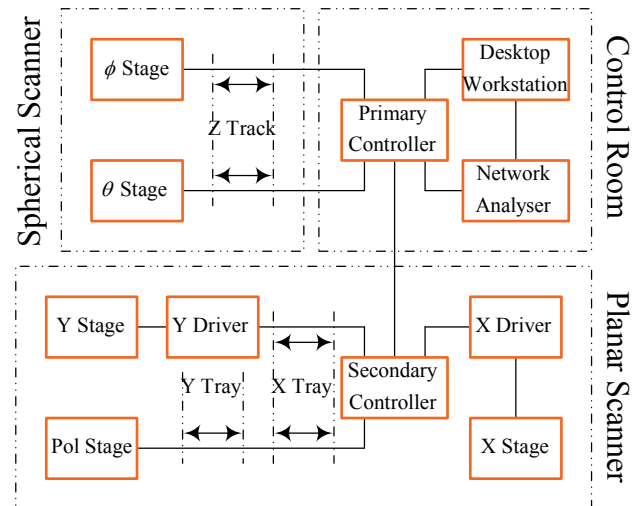 Spherical Scanner
ϕ Stage
Z Track
θ Stage
Control Room
Desktop
Workstation
Primary
Controller
Network
Analyser
Planar Scanner
Y Stage
Y Driver
Y Tray
X Tray
Pol Stage
Secondary
Controller
X Driver
X Stage